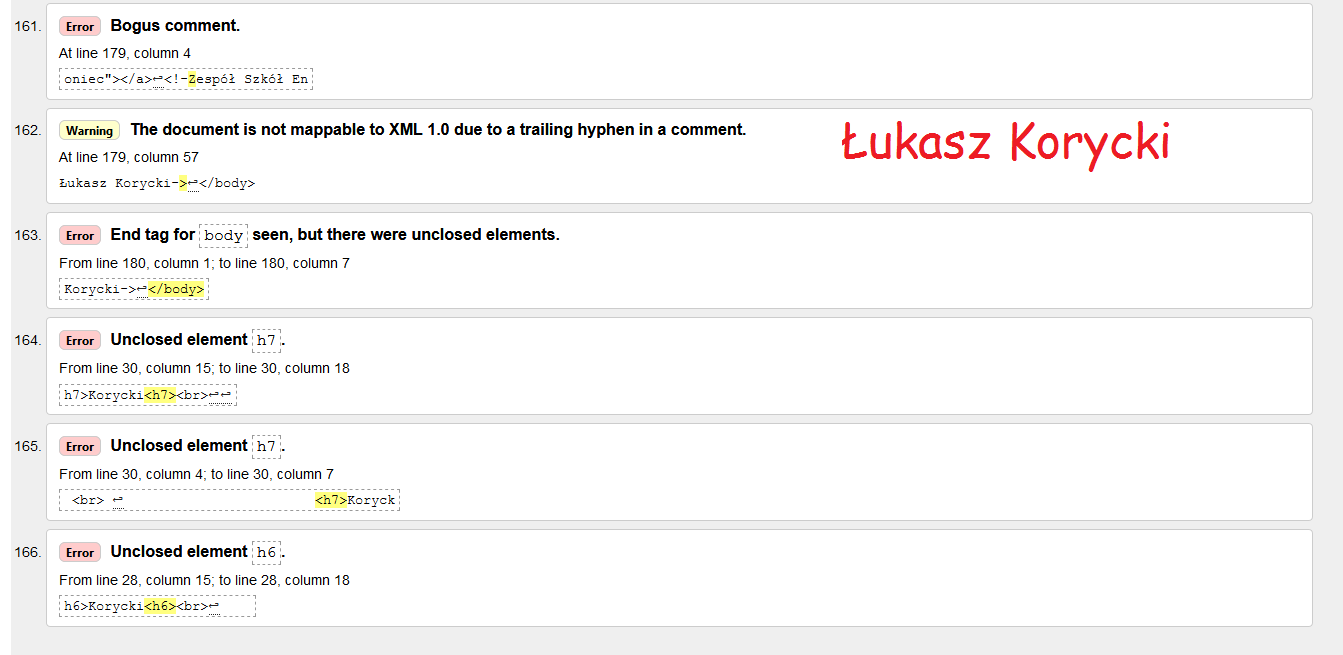 161. Error Bogus comment.
At line 179, column 4
oniec"></a>↩<!-Zespół Szkół En
162. Warning The document is not mappable to XML 1.0 due to a trailing hyphen in a comment.
Łukasz Korycki
At line 179, column 57
Łukasz Korycki->↩</body>
163. Error End tag for body seen, but there were unclosed elements.
From line 180, column 1; to line 180, column 7
Korycki->↩</body>
164. Error Unclosed element h7.
From line 30, column 15; to line 30, column 18
h7>Korycki<h7><br>↩↩
165. Error Unclosed element h7.
From line 30, column 4; to line 30, column 7
<br> ↩ <h7>Koryck
166. Error Unclosed element h6.
From line 28, column 15; to line 28, column 18
h6>Korycki<h6><br>↩